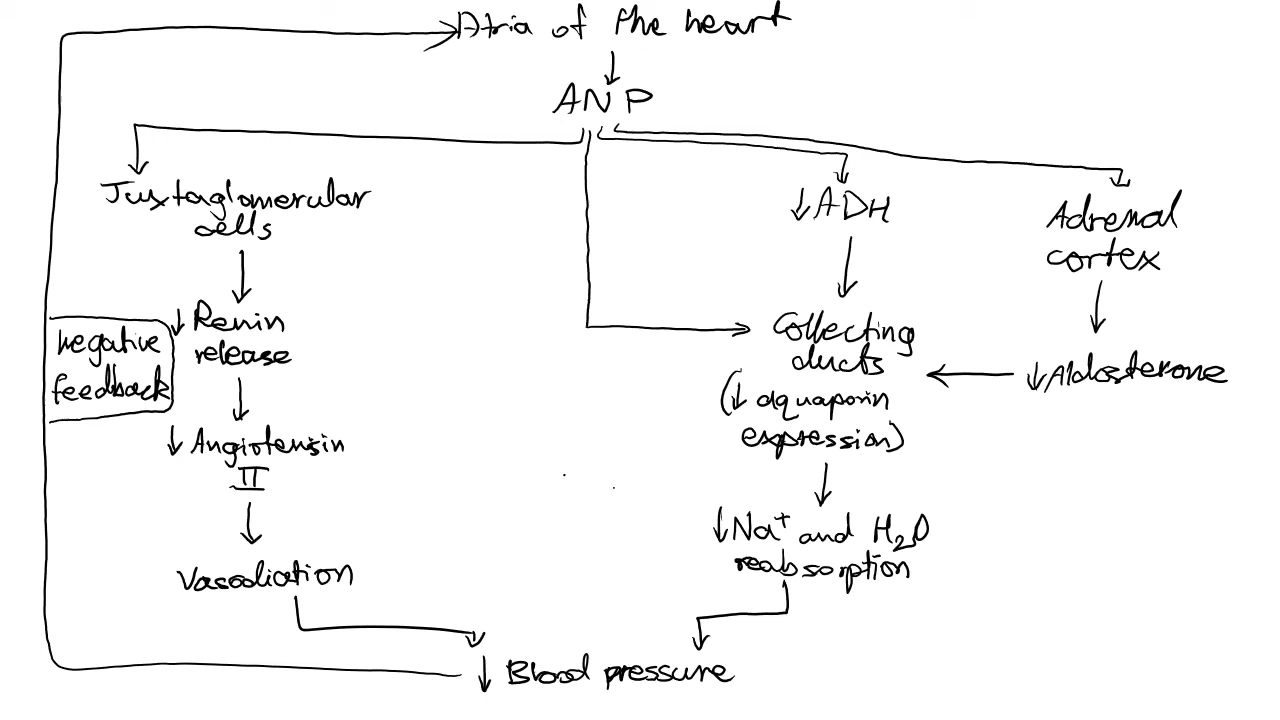 Atria of the heart
ANP
Juxtaglomerular
cells
↓ADH
Adrenal
cortex
↓ Renin
release
Collecting
ducts
(↓ aquaporin
expression)
↓Aldosterone
negative
feedback
↓ Angiotensin
II
↓Na⁺ and H₂O
reabsorption
Vasodiation
↓ Blood pressure